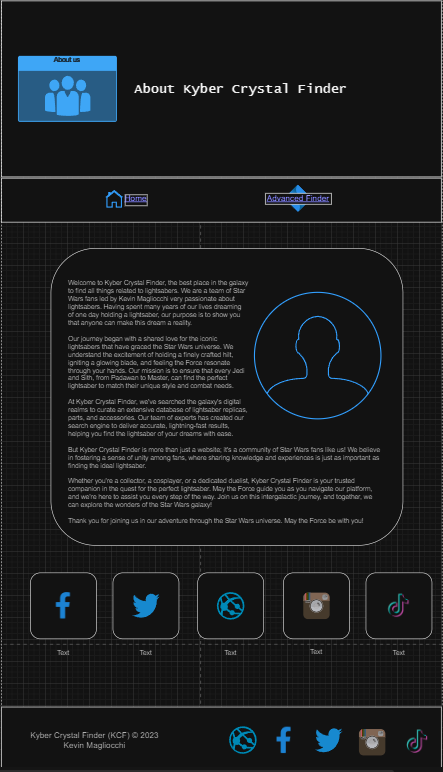 About us
About Kyber Crystal Finder
Home
Advanced Finder
Welcome to Kyber Crystal Finder, the best place in the galaxy
to find all things related to lightsabers. We are a team of Star
Wars fans led by Kevin Magliocchi very passionate about
lightsabers. Having spent many years of our lives dreaming
of one day holding a lightsaber, our purpose is to show you
that anyone can make this dream a reality.
Our journey began with a shared love for the iconic
lightsabers that have graced the Star Wars universe. We
understand the excitement of holding a finely crafted hilt,
igniting a glowing blade, and feeling the Force resonate
through your hands. Our mission is to ensure that every Jedi
and Sith, from Padawan to Master, can find the perfect
lightsaber to match their unique style and combat needs.
At Kyber Crystal Finder, we've searched the galaxy's digital
realms to curate an extensive database of lightsaber replicas,
parts, and accessories. Our team of experts has created our
search engine to deliver accurate, lightning-fast results,
helping you find the lightsaber of your dreams with ease.
But Kyber Crystal Finder is more than just a website; it's a community of Star Wars fans like us! We believe
in fostering a sense of unity among fans, where sharing knowledge and experiences is just as important as
finding the ideal lightsaber.
Whether you're a collector, a cosplayer, or a dedicated duelist, Kyber Crystal Finder is your trusted
companion in the quest for the perfect lightsaber. May the Force guide you as you navigate our platform,
and we're here to assist you every step of the way. Join us on this intergalactic journey, and together, we
can explore the wonders of the Star Wars galaxy!
Thank you for joining us in our adventure through the Star Wars universe. May the Force be with you!
Text
Text
Text
Text
Text
Kyber Crystal Finder (KCF) © 2023
Kevin Magliocchi